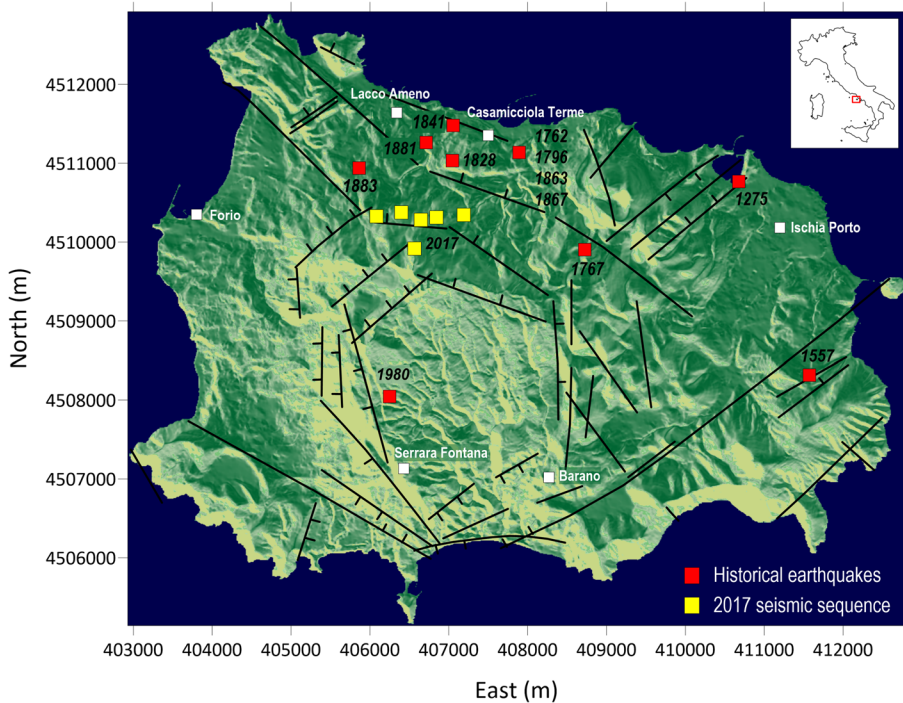 4512000
4511000
4510000
4509000
4508000
4507000
4506000
North (m)
Lacco Ameno
Casamicciola Terme
1841
1762
1881
1828
1796
1883
1863
1867
1275
Forio
Ischia Porto
2017
1767
1557
1980
Serrara Fontana
Barano
Historical earthquakes
2017 seismic sequence
403000 404000 405000 406000 407000 408000 409000 410000 411000 412000
East (m)